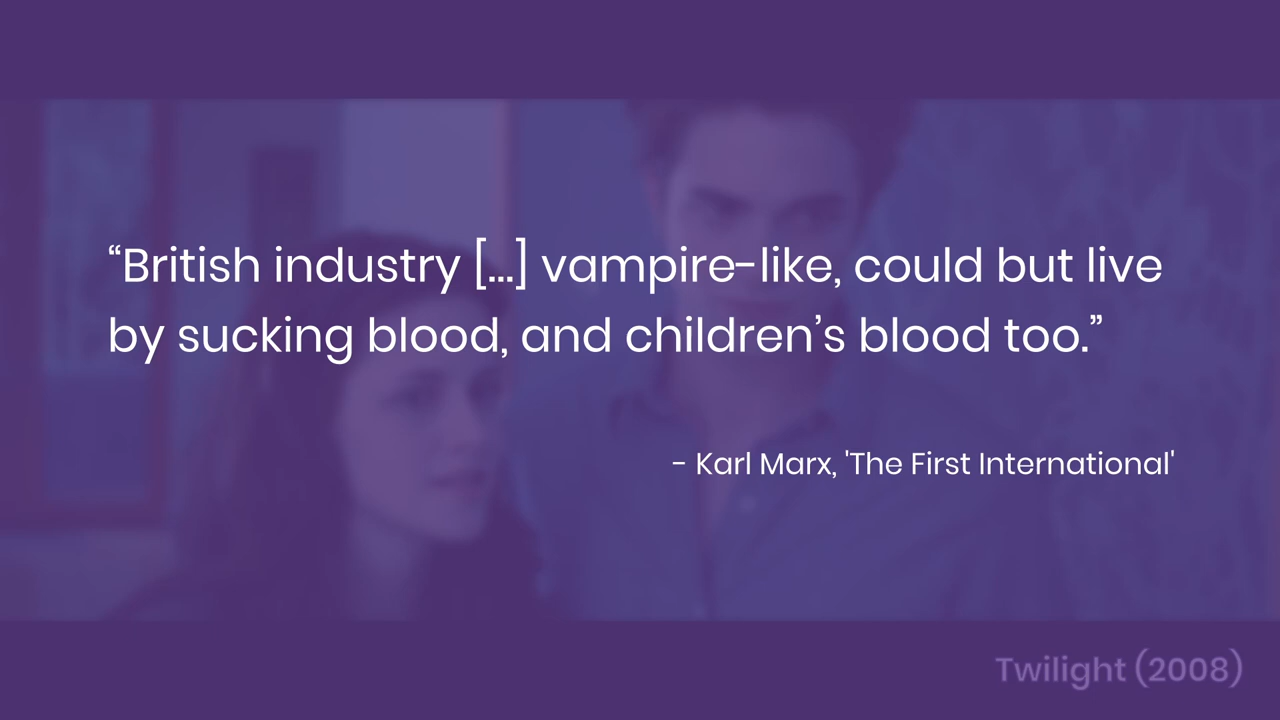 “British industry [...] vampire-like, could but live
by sucking blood, and children’s blood too.”
- Karl Marx, 'The First International'
Twilight (2008)